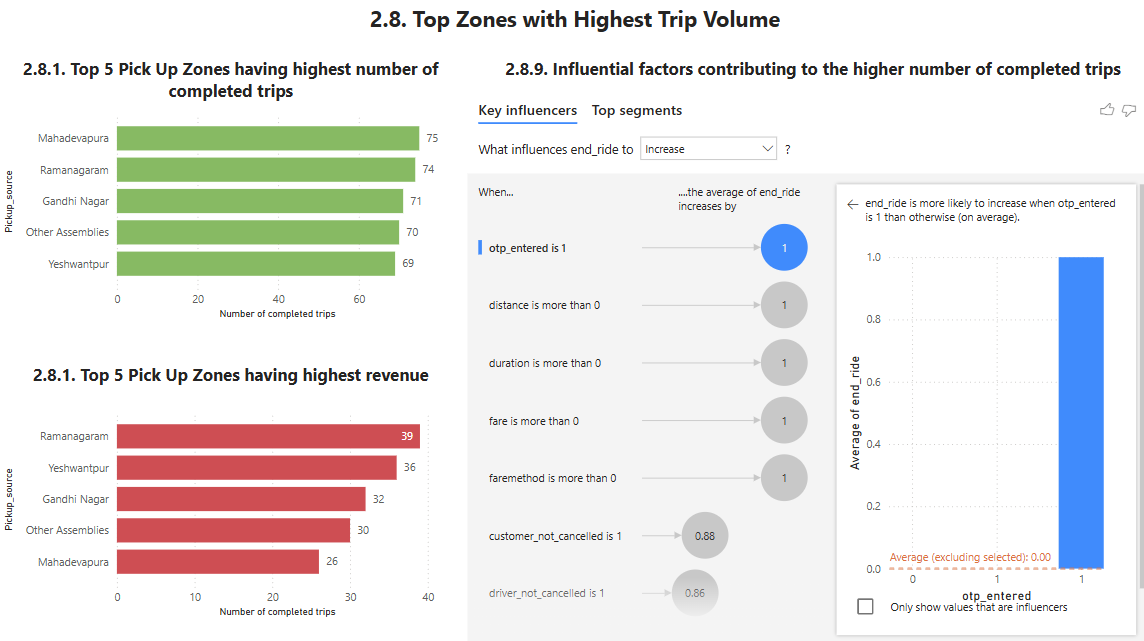 2.8. Top Zones with Highest Trip Volume
2.8.1. Top 5 Pick Up Zones having highest number of
completed trips
Pickup_source
Mahadevapura 75
Ramanagaram 74
Gandhi Nagar 71
Other Assemblies 70
Yeshwantpur 69
0 20 40 60
Number of completed trips
2.8.1. Top 5 Pick Up Zones having highest revenue
Pickup_source
Ramanagaram 39
Yeshwantpur 36
Gandhi Nagar 32
Other Assemblies 30
Mahadevapura 26
0 10 20 30 40
Number of completed trips
2.8.9. Influential factors contributing to the higher number of completed trips
Key influencers Top segments
What influences end_ride to Increase ?
When...
....the average of end_ride
increases by
otp_entered is 1 1
distance is more than 0 1
duration is more than 0 1
fare is more than 0 1
faremethod is more than 0 1
customer_not_cancelled is 1 0.88
driver_not_cancelled is 1 0.86
end_ride is more likely to increase when otp_entered
is 1 than otherwise (on average).
Average of end_ride
1.0
0.8
0.6
0.4
0.2
0.0
Average (excluding selected): 0.00
0 1 1
otp_entered
Only show values that are influencers